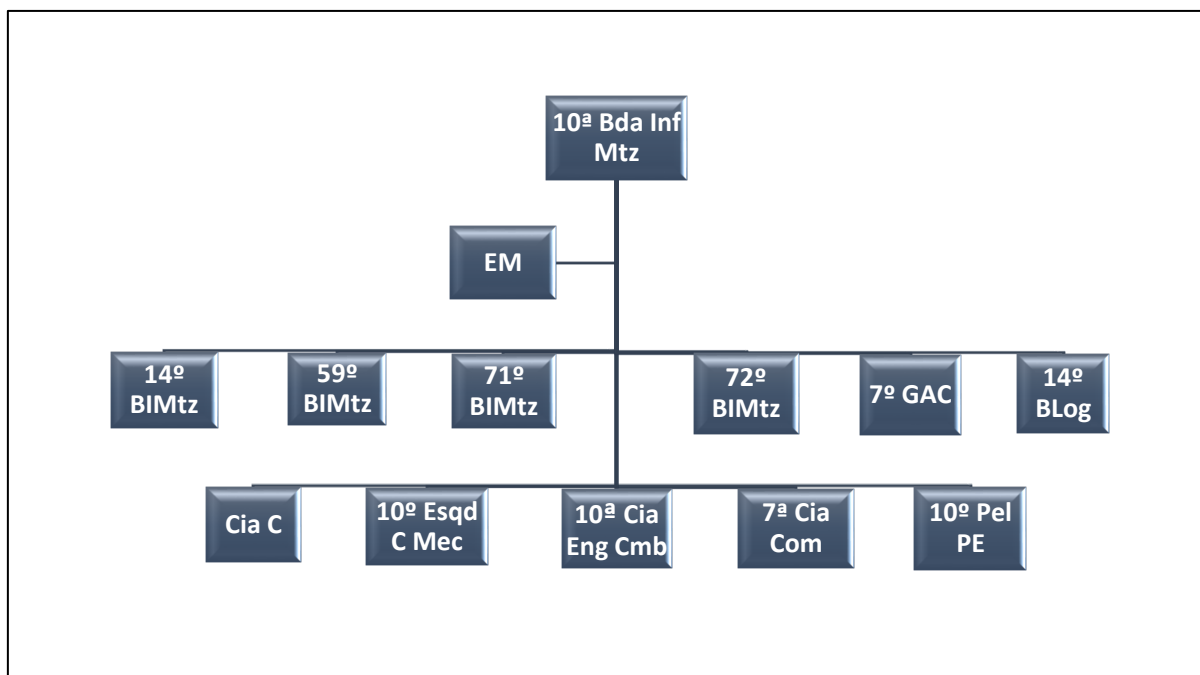 10ª Bda Inf
Mtz
EM
14º
BIMtz
59º
BIMtz
71º
BIMtz
72º
BIMtz
7º GAC
14º
BLog
Cia C
10º Esqd
C Mec
10ª Cia
Eng Cmb
7ª Cia
Com
10º Pel
PE